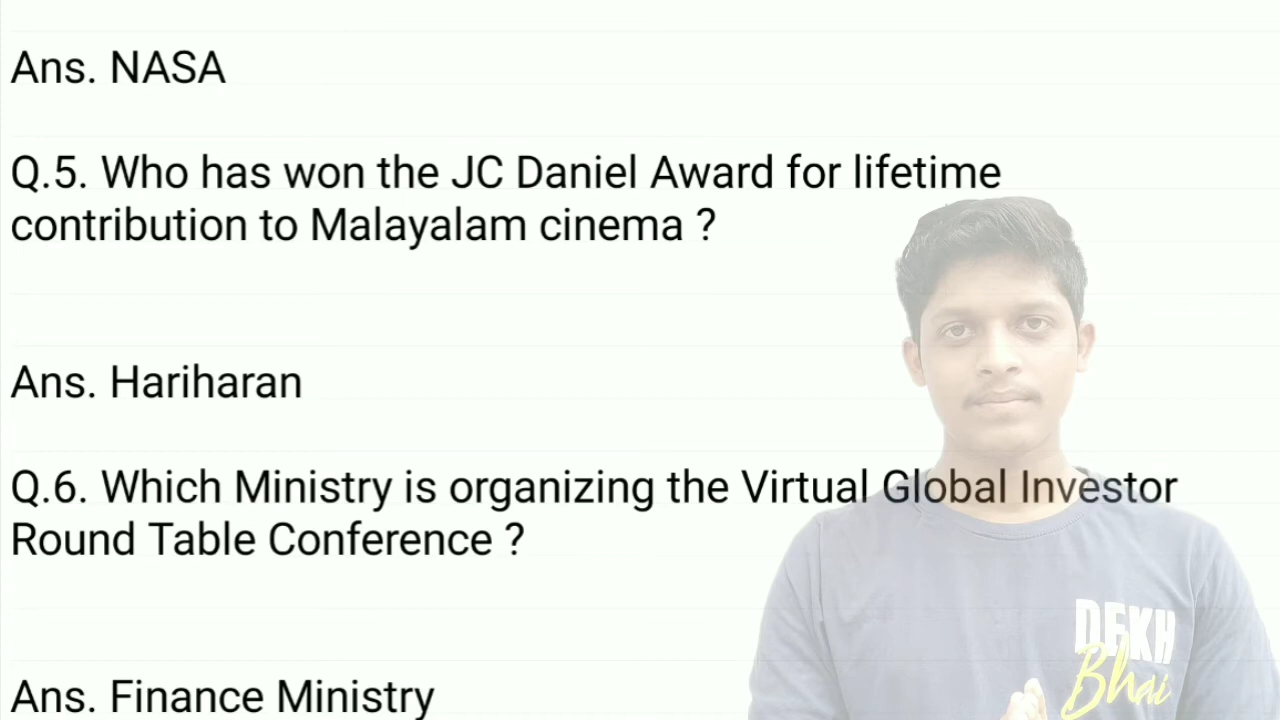 Ans. NASA
Q.5. Who has won the JC Daniel Award for lifetime
contribution to Malayalam cinema ?
Ans. Hariharan
Q.6. Which Ministry is organizing the Virtual Global Investor
Round Table Conference ?
Ans. Finance Ministry
DEKH
Bhai